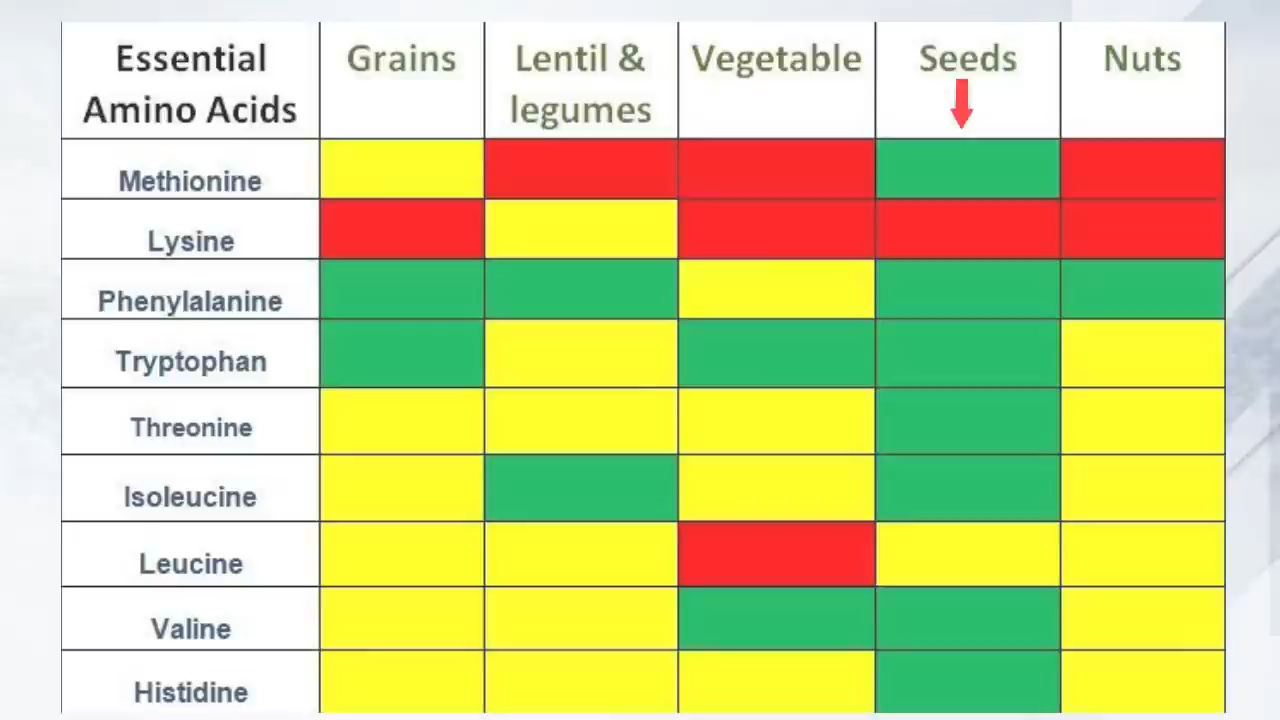 Essential
Amino Acids
Grains
Lentil &
legumes
Vegetable
Seeds
Nuts
Methionine
Lysine
Phenylalanine
Tryptophan
Threonine
Isoleucine
Leucine
Valine
Histidine